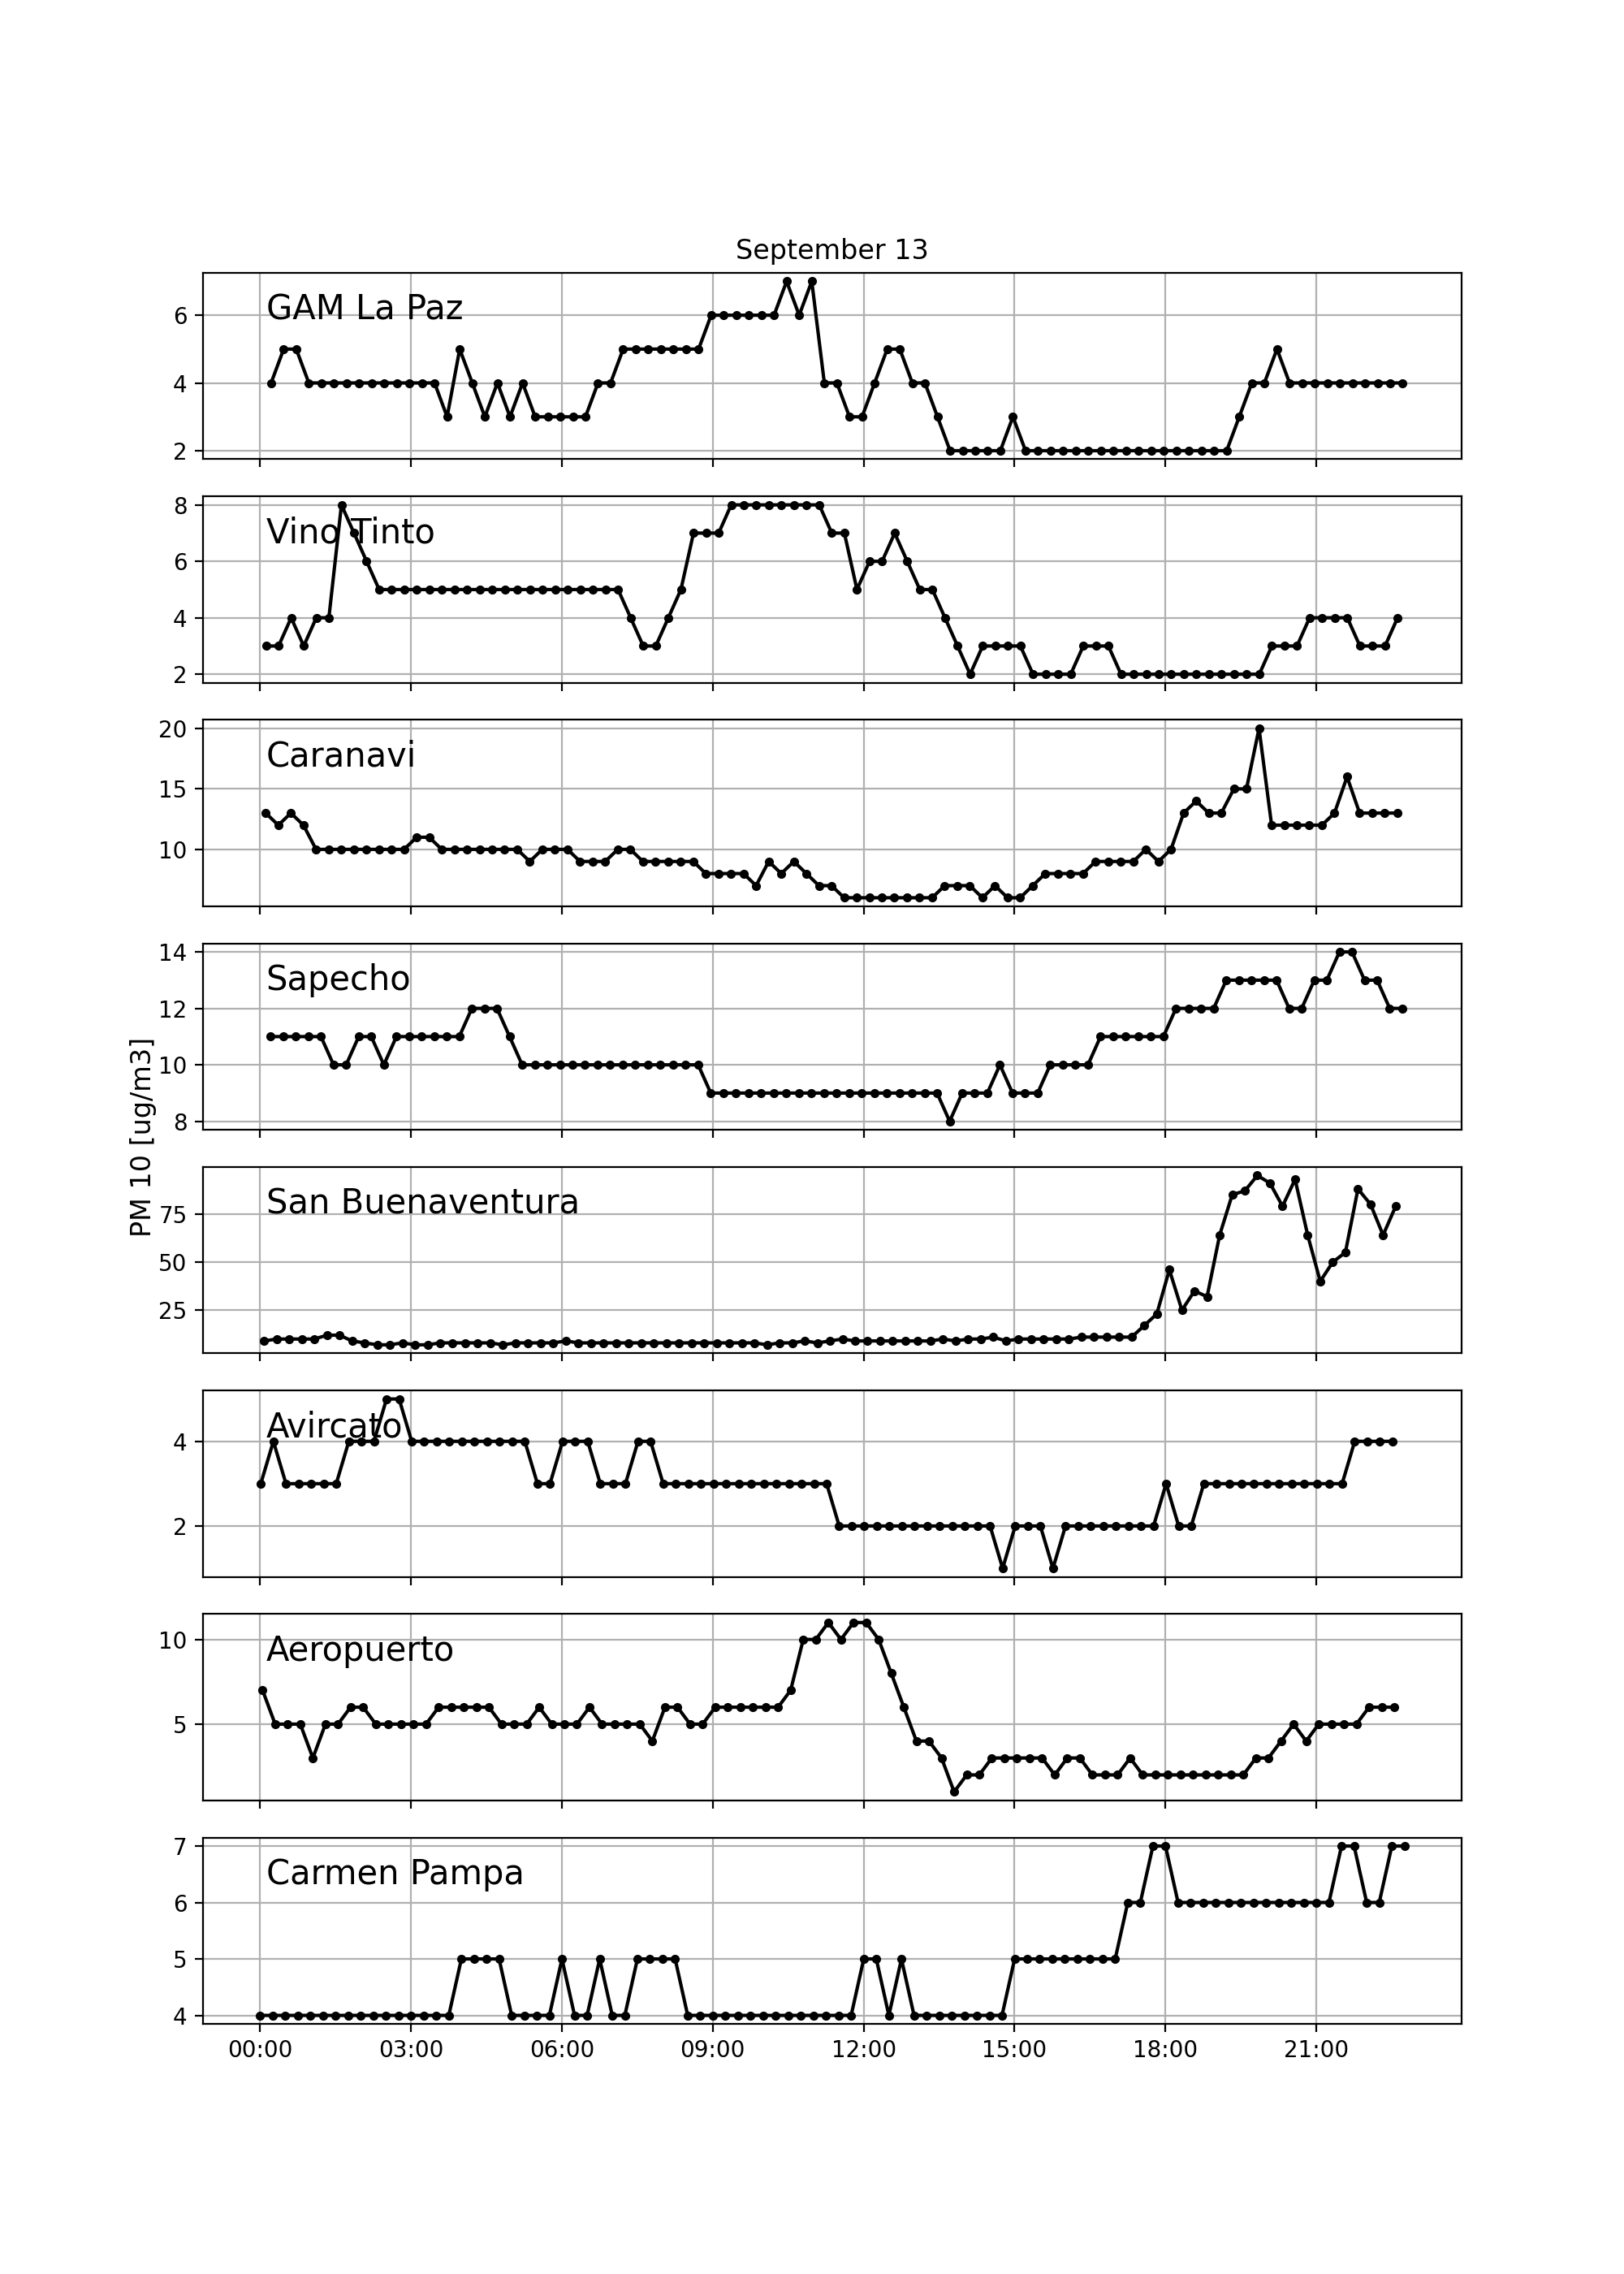 September 13
GAM La Paz
6
4
2
Vino Tinto
8
6
4
2
Caranavi
20
15
10
Sapecho
14
12
10
8
PM 10 [ug/m3]
San Buenaventura
75
50
25
Avircato
4
2
Aeropuerto
10
5
Carmen Pampa
7
6
5
4
00:00 03:00 06:00 09:00 12:00 15:00 18:00 21:00